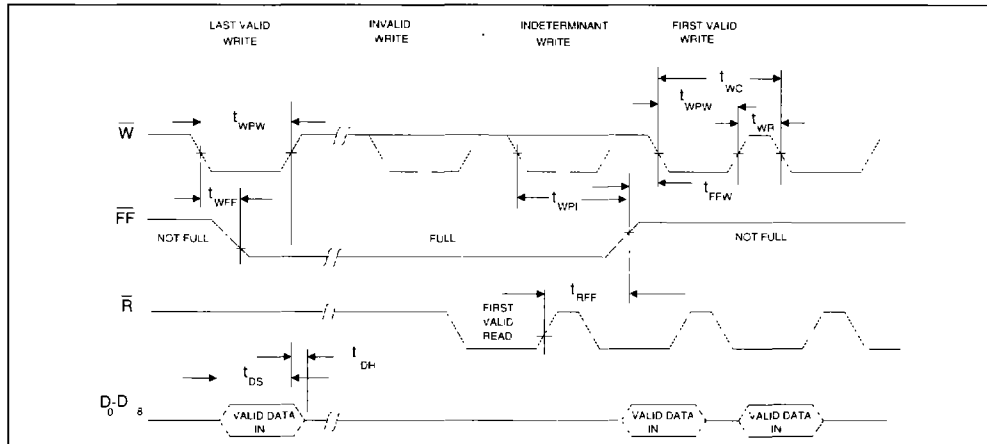 LAST VALID WRITE
INVALID WRITE
INDETERMINANT WRITE
FIRST VALID WRITE
t WC
t WPW
t WPW
t WR
W
t WFF
t WPI
t FFW
FF
NOT FULL
FULL
NOT FULL
t RFF
R
FIRST VALID READ
t DH
t DS
D0-D8
VALID DATA IN
VALID DATA IN
VALID DATA IN